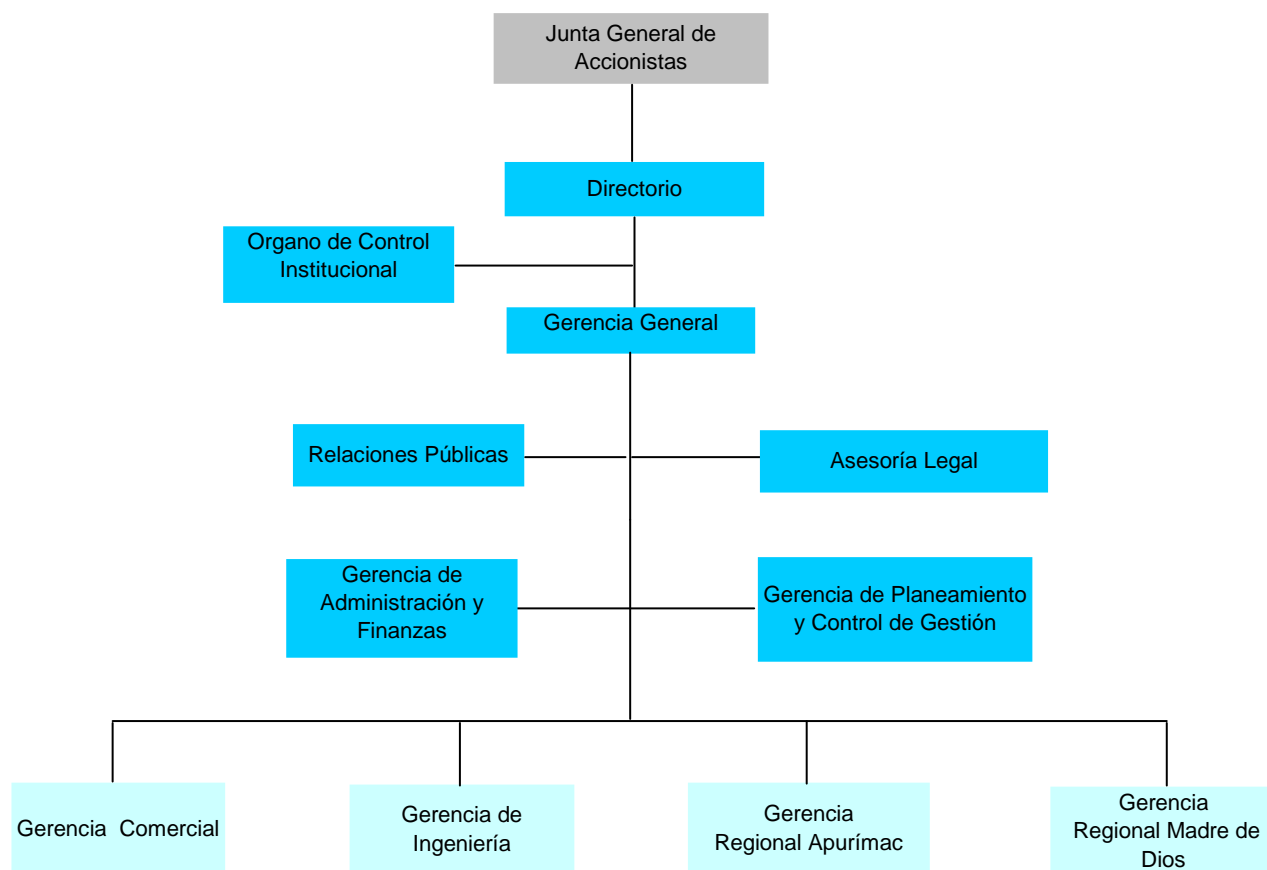 Junta General de
Accionistas
Directorio
Organo de Control
Institucional
Gerencia General
Relaciones Públicas
Asesoría Legal
Gerencia de
Administración y
Finanzas
Gerencia de Planeamiento
y Control de Gestión
Gerencia Comercial
Gerencia de
Ingeniería
Gerencia
Regional Apurímac
Gerencia
Regional Madre de
Dios